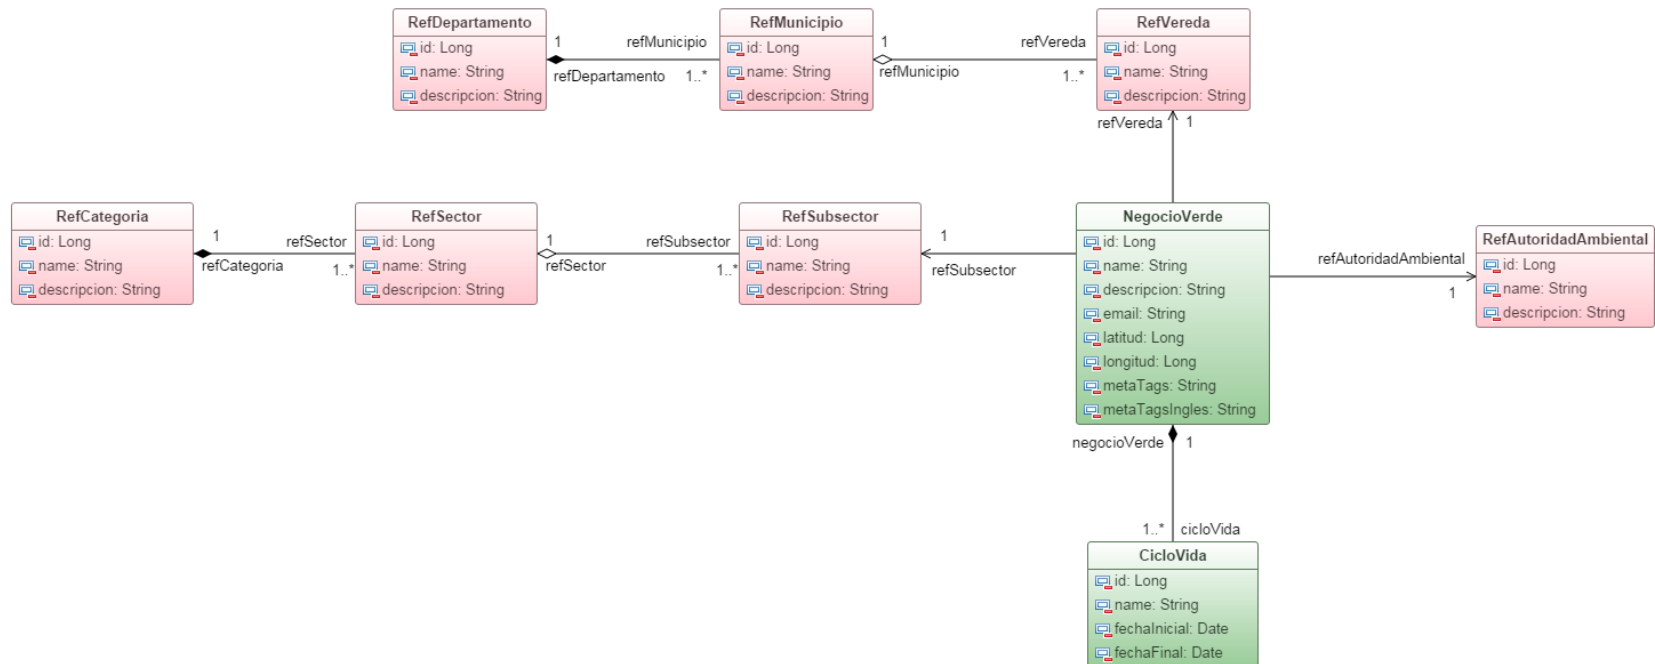 RefDepartamento
id: Long
name: String
descripcion: String
1
refMunicipio
refDepartamento
1..*
RefMunicipio
id: Long
name: String
descripcion: String
1
refVereda
refMunicipio
1..*
RefVereda
id: Long
name: String
descripcion: String
refVereda
1
RefCategoria
id: Long
name: String
descripcion: String
1
refSector
refCategoria
1..*
RefSector
id: Long
name: String
descripcion: String
1
refSubsector
refSector
1..*
RefSubsector
id: Long
name: String
descripcion: String
1
refSubsector
NegocioVerde
id: Long
name: String
descripcion: String
email: String
latitud: Long
longitud: Long
metaTags: String
metaTagsIngles: String
refAutoridadAmbiental
1
RefAutoridadAmbiental
id: Long
name: String
descripcion: String
negocioVerde
1
1..*
cicloVida
CicloVida
id: Long
name: String
fechaInicial: Date
fechaFinal: Date